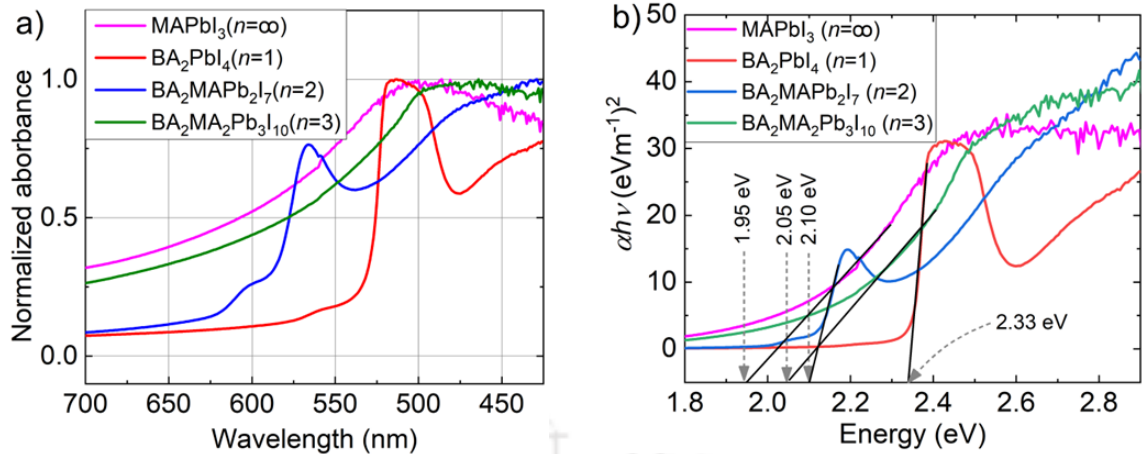 a)
MAPbI₃(n=∞)
BA₂PbI₄(n=1)
BA₂MAPb₂I₇(n=2)
BA₂MA₂Pb₃I₁₀(n=3)
Normalized aborance
1.0
0.5
0.0
700 650 600 550 500 450
Wavelength (nm)
b)
MAPbI₃ (n=∞)
BA₂PbI₄ (n=1)
BA₂MAPb₂I₇ (n=2)
BA₂MA₂Pb₃I₁₀ (n=3)
αhν (eVm⁻¹)²
50
40
30
20
10
0
1.95 eV
2.05 eV
2.10 eV
2.33 eV
1.8 2.0 2.2 2.4 2.6 2.8
Energy (eV)